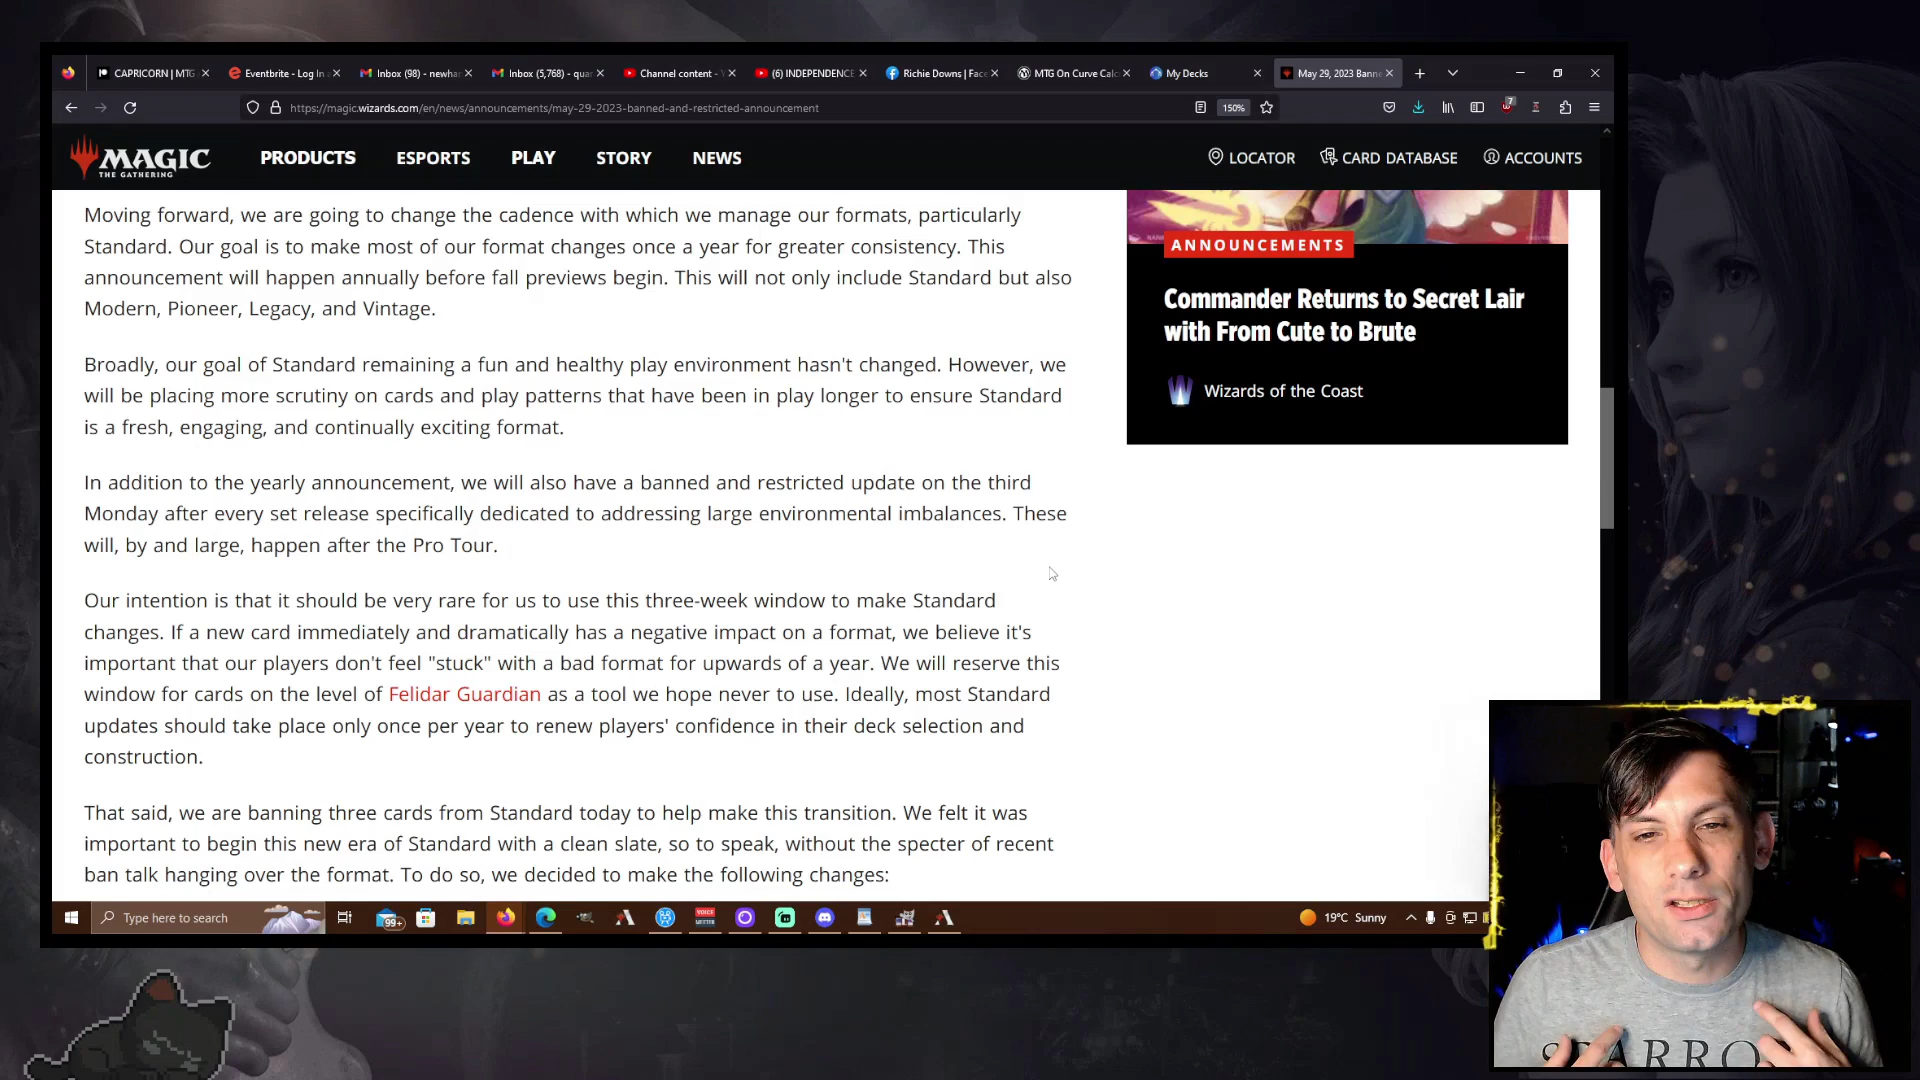 CAPRICORN | MTG
Eventbrite - Log In
Inbox (98) - newha
Inbox (5,768) - qua
Channel content - Y
(6) INDEPENDENCE
Richie Downs | Face
MTG On Curve Calc
My Decks
May 29, 2023 Banne
https://magic.wizards.com/en/news/announcements/may-29-2023-banned-and-restricted-announcement
150%
7
MAGIC
THE GATHERING
PRODUCTS
ESPORTS
PLAY
STORY
NEWS
LOCATOR
CARD DATABASE
ACCOUNTS
Moving forward, we are going to change the cadence with which we manage our formats, particularly
Standard. Our goal is to make most of our format changes once a year for greater consistency. This
announcement will happen annually before fall previews begin. This will not only include Standard but also
Modern, Pioneer, Legacy, and Vintage.
Broadly, our goal of Standard remaining a fun and healthy play environment hasn't changed. However, we
will be placing more scrutiny on cards and play patterns that have been in play longer to ensure Standard
is a fresh, engaging, and continually exciting format.
In addition to the yearly announcement, we will also have a banned and restricted update on the third
Monday after every set release specifically dedicated to addressing large environmental imbalances. These
will, by and large, happen after the Pro Tour.
Our intention is that it should be very rare for us to use this three-week window to make Standard
changes. If a new card immediately and dramatically has a negative impact on a format, we believe it's
important that our players don't feel "stuck" with a bad format for upwards of a year. We will reserve this
window for cards on the level of Felidar Guardian as a tool we hope never to use. Ideally, most Standard
updates should take place only once per year to renew players' confidence in their deck selection and
construction.
That said, we are banning three cards from Standard today to help make this transition. We felt it was
important to begin this new era of Standard with a clean slate, so to speak, without the specter of recent
ban talk hanging over the format. To do so, we decided to make the following changes:
ANNOUNCEMENTS
Commander Returns to Secret Lair
with From Cute to Brute
Wizards of the Coast
Type here to search
99+
19°C Sunny